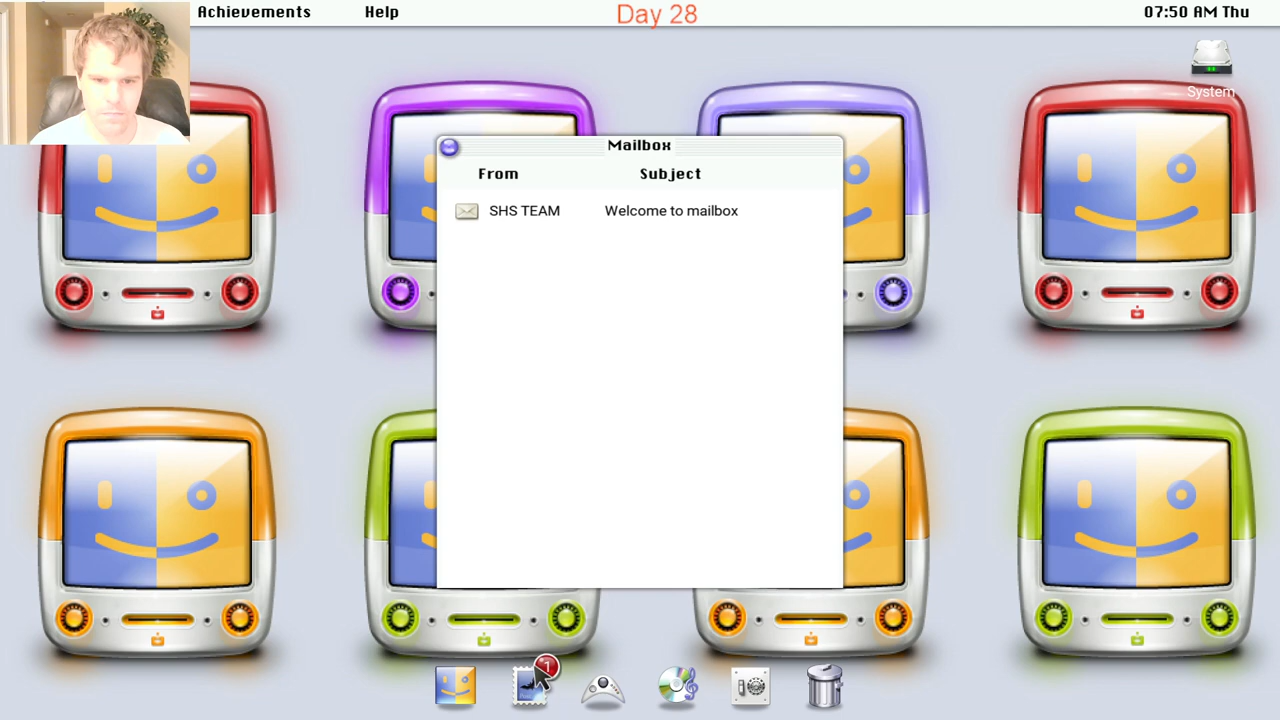 Achievements Help Day 28 07:50 AM Thu
System
Mailbox
From Subject
SHS TEAM Welcome to mailbox
1